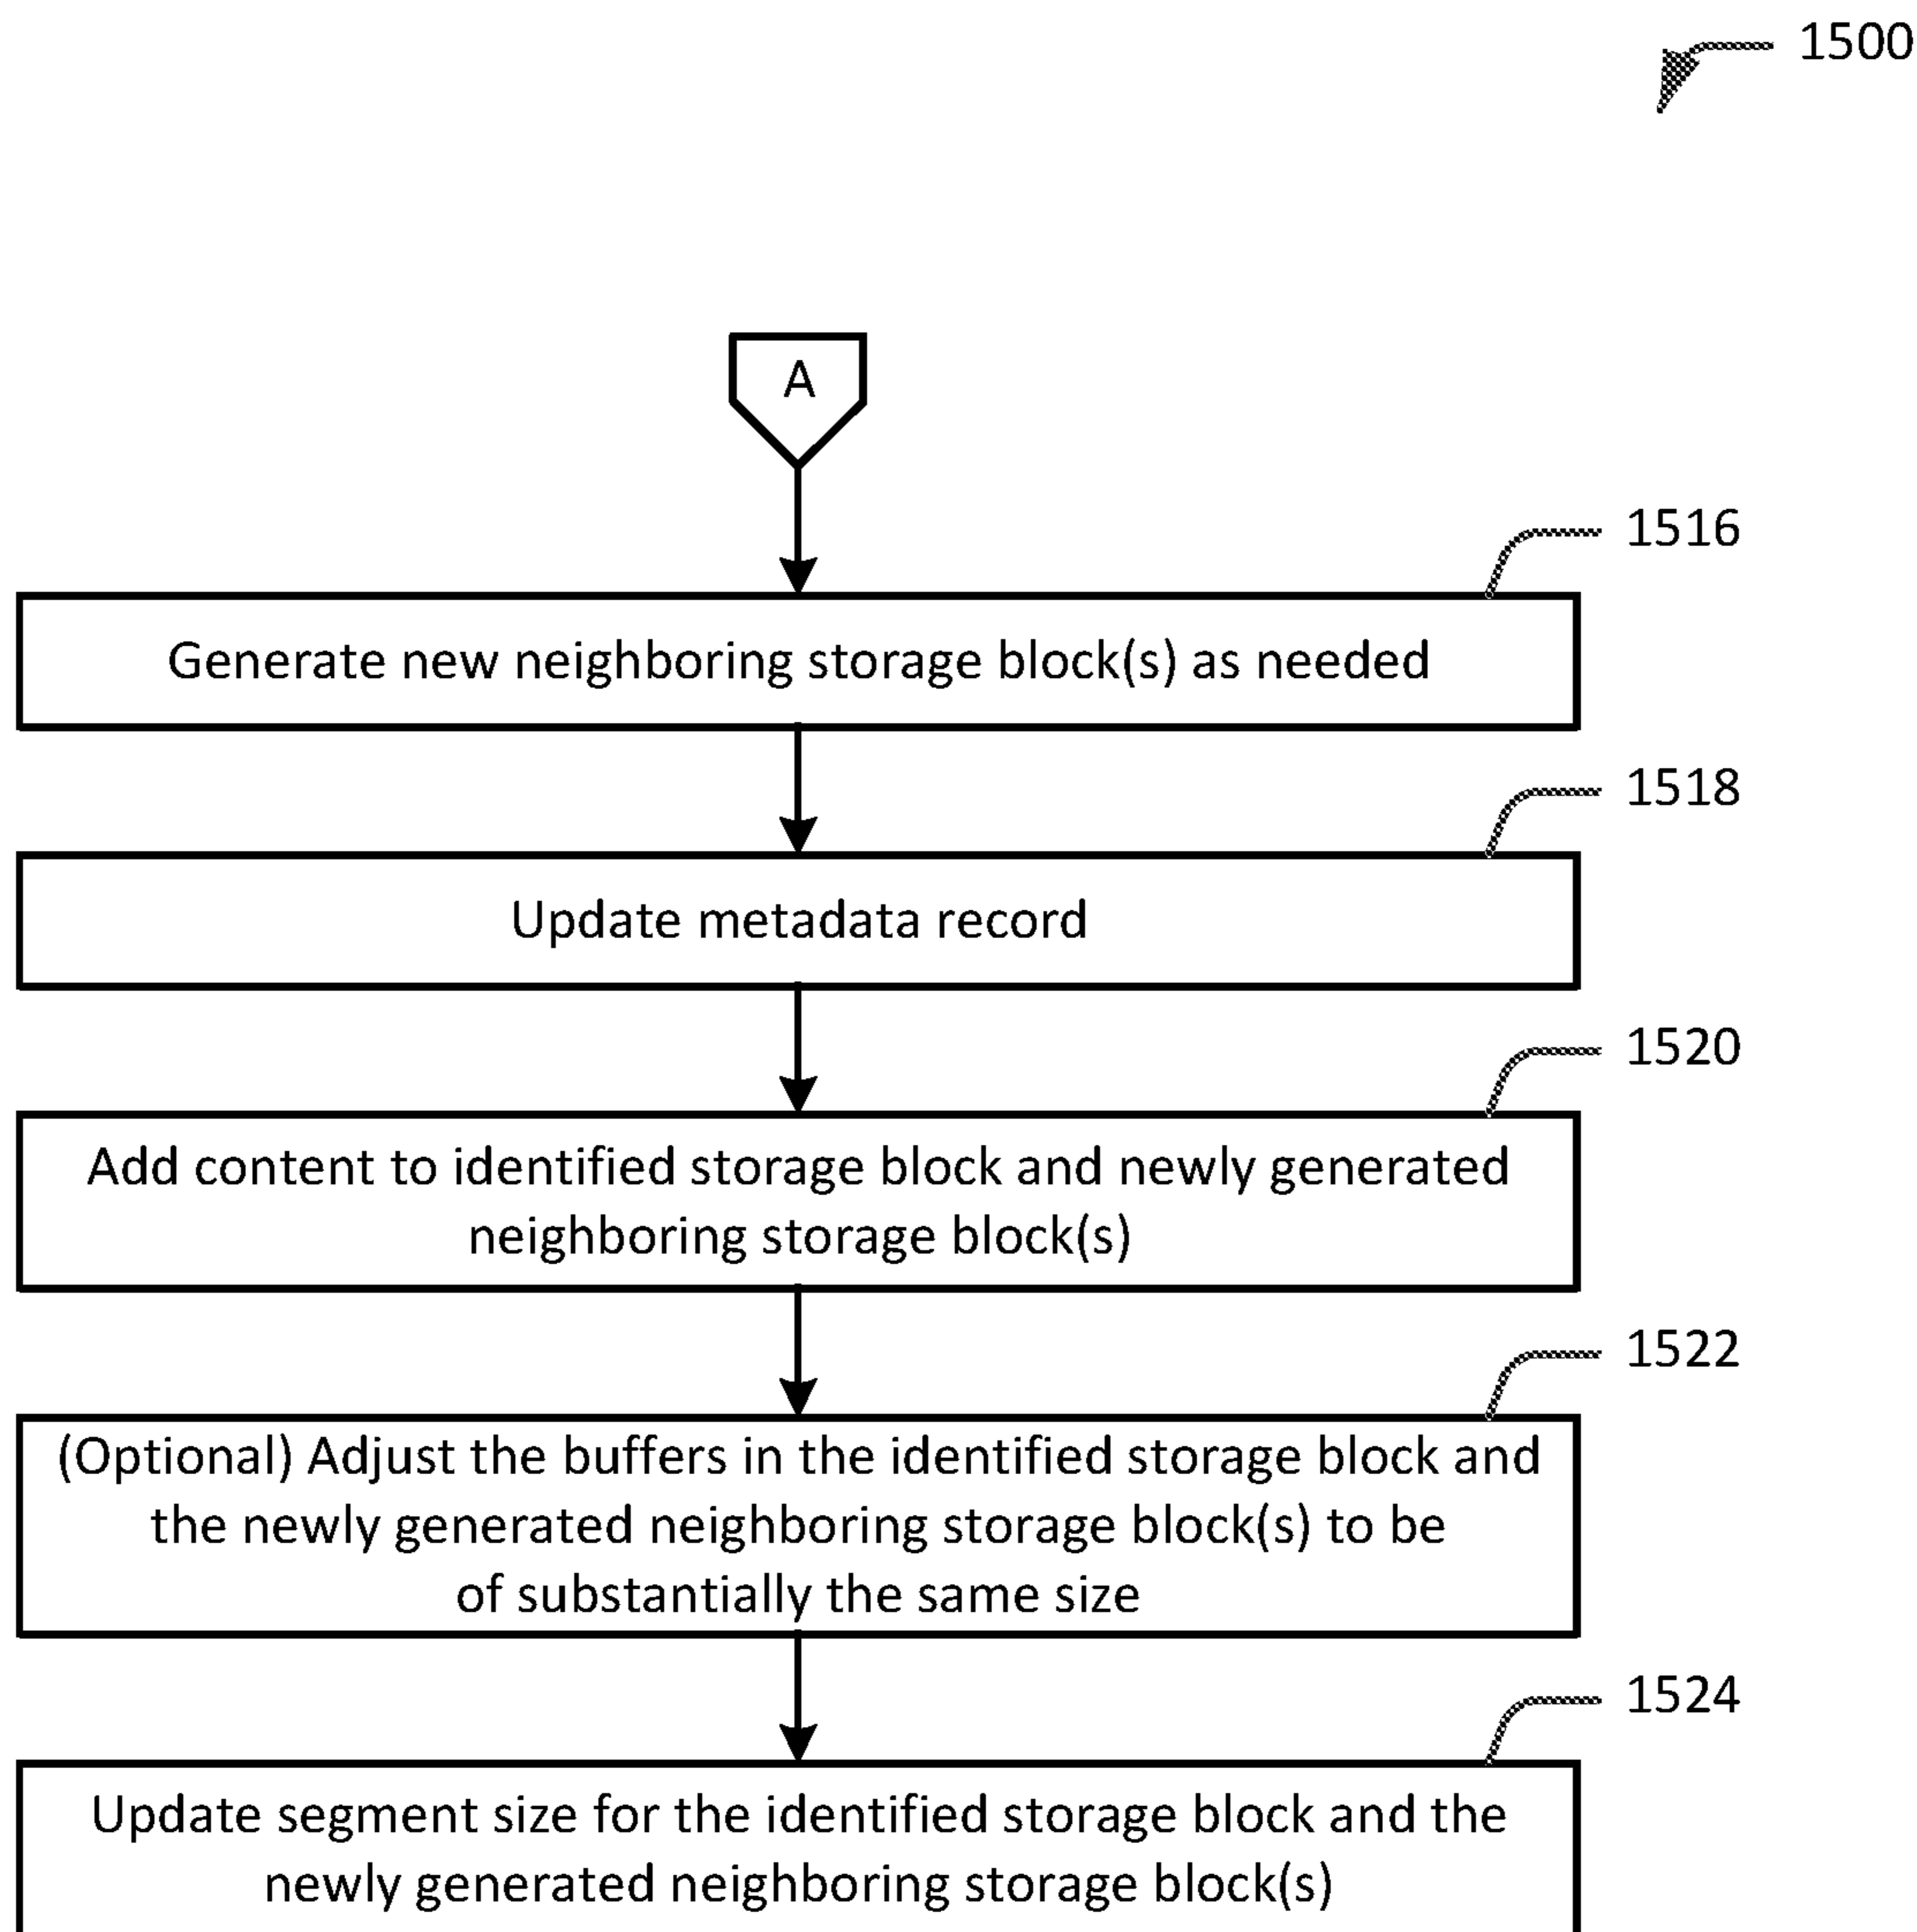 1500
A
1516
Generate new neighboring storage block(s) as needed
1518
Update metadata record
1520
Add content to identified storage block and newly generated
neighboring storage block(s)
1522
(Optional) Adjust the buffers in the identified storage block and
the newly generated neighboring storage block(s) to be
of substantially the same size
1524
Update segment size for the identified storage block and the
newly generated neighboring storage block(s)